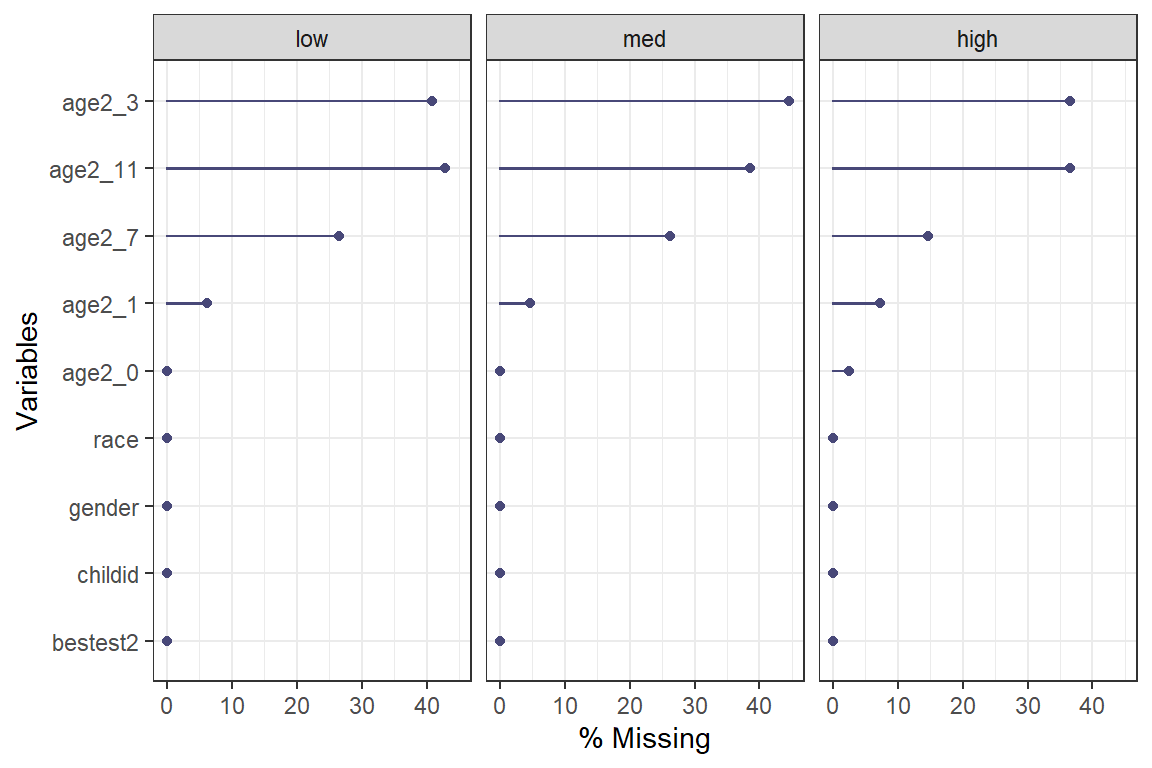 low med high
age2_3
age2_11
age2_7
age2_1
age2_0
race
gender
childid
bestest2
Variables
0 10 20 30 40 0 10 20 30 40 0 10 20 30 40
% Missing